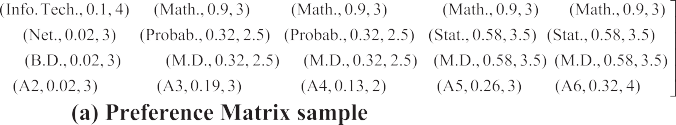 (Info. Tech., 0.1, 4) (Math., 0.9, 3) (Math., 0.9, 3) (Math., 0.9, 3) (Math., 0.9, 3)
(Net., 0.02, 3) (Probab., 0.32, 2.5) (Probab., 0.32, 2.5) (Stat., 0.58, 3.5) (Stat., 0.58, 3.5)
(B.D., 0.02, 3) (M.D., 0.32, 2.5) (M.D., 0.32, 2.5) (M.D., 0.58, 3.5) (M.D., 0.58, 3.5)
(A2, 0.02, 3) (A3, 0.19, 3) (A4, 0.13, 2) (A5, 0.26, 3) (A6, 0.32, 4)
(a) Preference Matrix sample